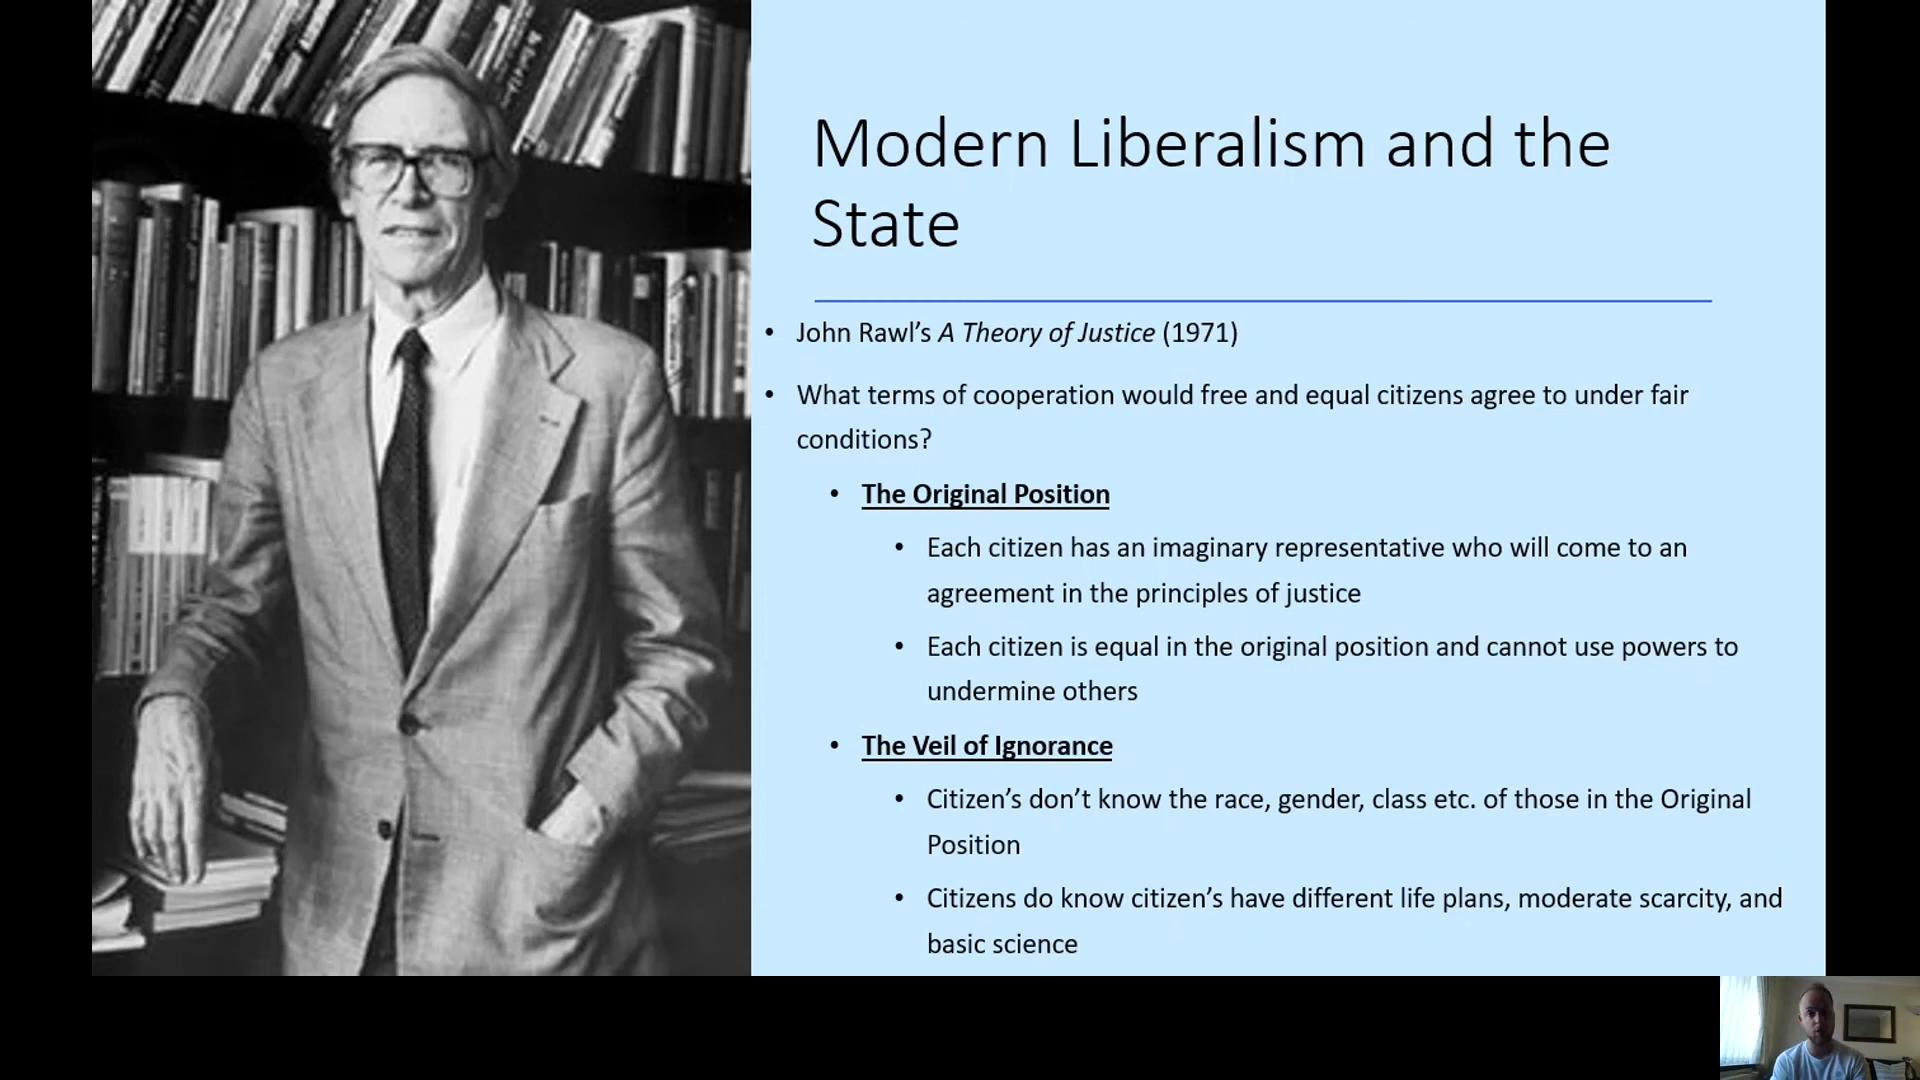 Modern Liberalism and the
State
• John Rawl’s A Theory of Justice (1971)
• What terms of cooperation would free and equal citizens agree to under fair
conditions?
• The Original Position
• Each citizen has an imaginary representative who will come to an
agreement in the principles of justice
• Each citizen is equal in the original position and cannot use powers to
undermine others
• The Veil of Ignorance
• Citizen’s don’t know the race, gender, class etc. of those in the Original
Position
• Citizens do know citizen’s have different life plans, moderate scarcity, and
basic science